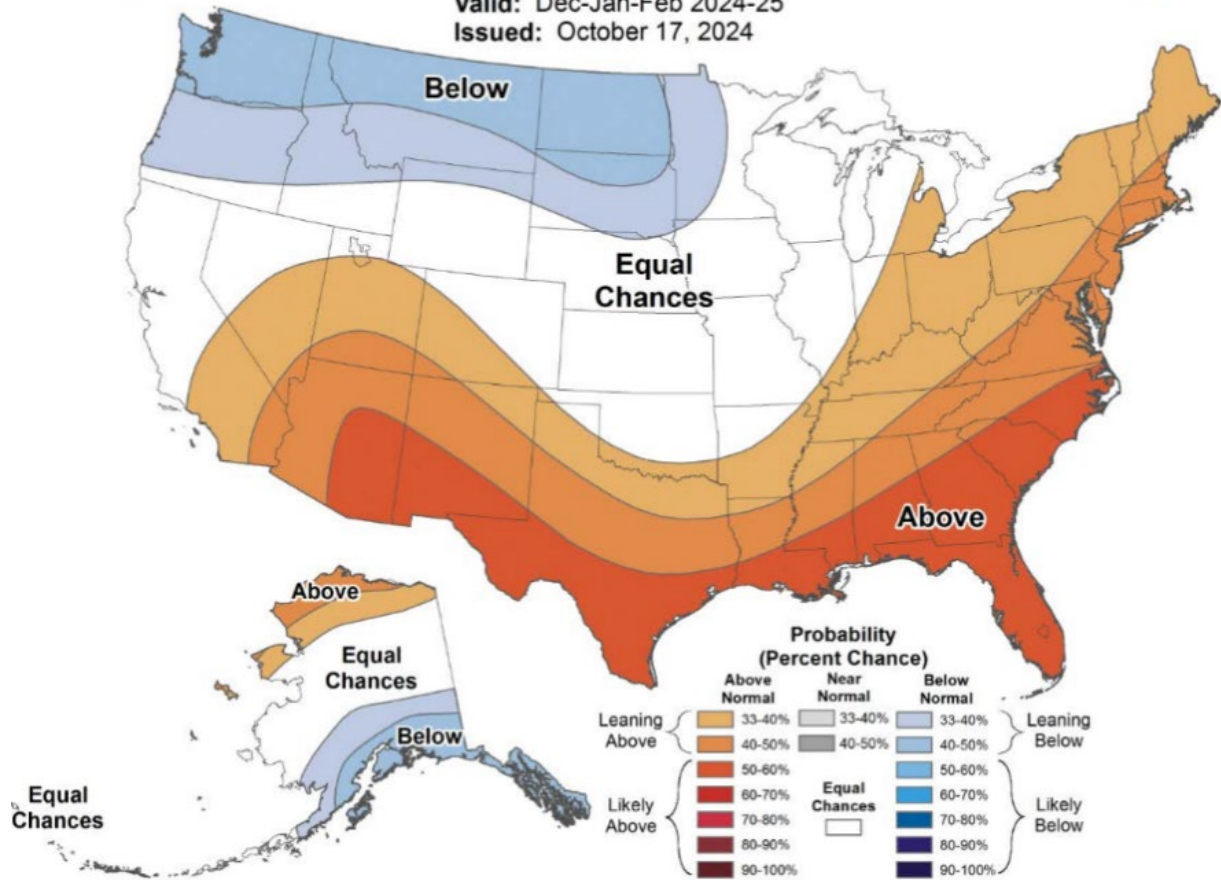 Valid: Dec-Jan-Feb 2024-25
Issued: October 17, 2024
Below
Equal
Chances
Above
Above
Equal
Chances
Below
Equal
Chances
Probability
(Percent Chance)
Above
Normal
Near
Normal
Below
Normal
Leaning
Above
33-40%
40-50%
33-40%
40-50%
33-40%
40-50%
Leaning
Below
Likely
Above
50-60%
60-70%
70-80%
80-90%
90-100%
Equal
Chances
50-60%
60-70%
70-80%
80-90%
90-100%
Likely
Below